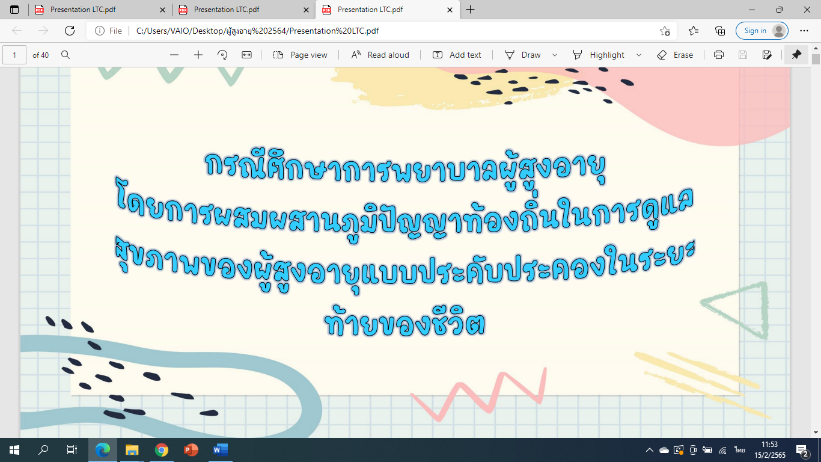 Presentation LTC.pdf
Presentation LTC.pdf
Presentation LTC.pdf
File C:/Users/VAIO/Desktop/ผู้สูงอายุ%202564/Presentation%20LTC.pdf
Sign in
1 of 40 Page view Read aloud Add text Draw Highlight Erase
กรณีศึกษาการพยาบาลผู้สูงอายุ
โดยการผสมผสานภูมิปัญญาท้องถิ่นในการดูแล
สุขภาพของผู้สูงอายุแบบประคับประคองในระยะ
ท้ายของชีวิต
ไทย
11:53
15/2/2565
2